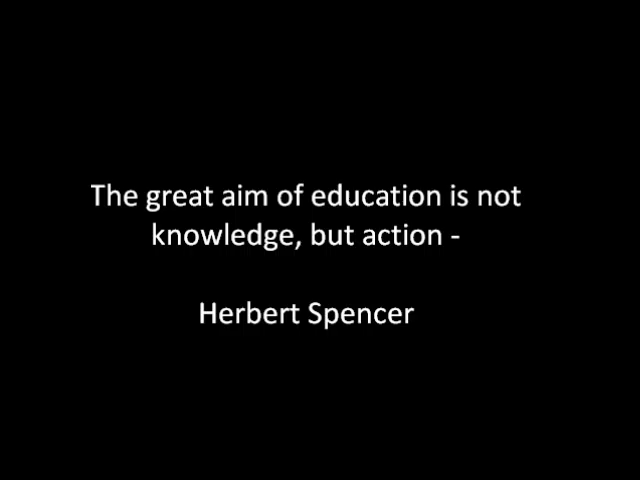 The great aim of education is not
knowledge, but action -
Herbert Spencer